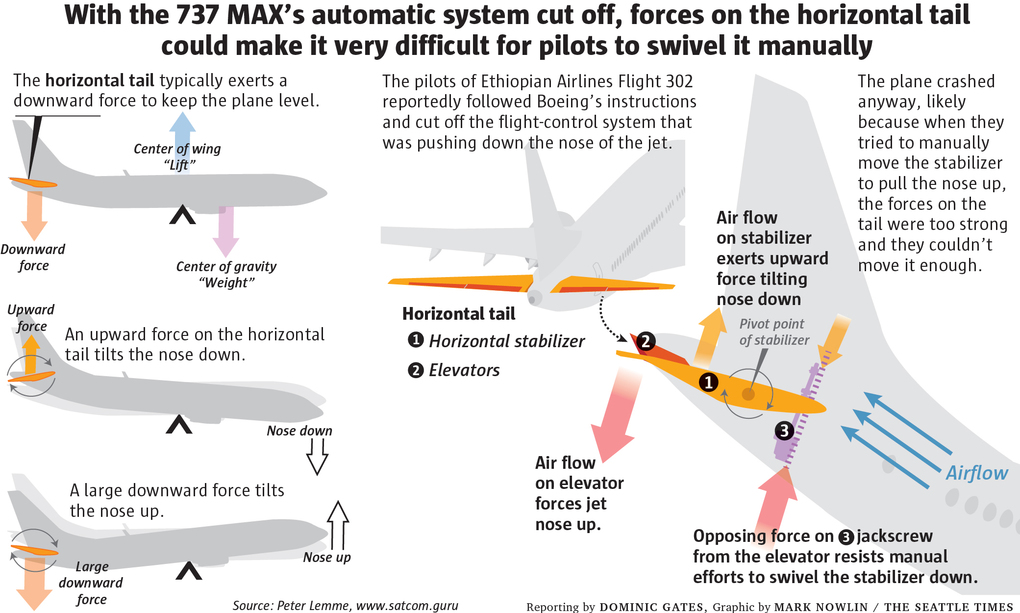 With the 737 MAX’s automatic system cut off, forces on the horizontal tail
could make it very difficult for pilots to swivel it manually
The horizontal tail typically exerts a
downward force to keep the plane level.
Center of wing
“Lift”
Downward
force
Center of gravity
“Weight”
Upward
force
An upward force on the horizontal
tail tilts the nose down.
Nose down
A large downward force tilts
the nose up.
Large
downward
force
Nose up
The pilots of Ethiopian Airlines Flight 302
reportedly followed Boeing’s instructions
and cut off the flight-control system that
was pushing down the nose of the jet.
Horizontal tail
1 Horizontal stabilizer
2 Elevators
Air flow
on stabilizer
exerts upward
force tilting
nose down
Pivot point
of stabilizer
2
1
3
Air flow
on elevator
forces jet
nose up.
The plane crashed
anyway, likely
because when they
tried to manually
move the stabilizer
to pull the nose up,
the forces on the
tail were too strong
and they couldn’t
move it enough.
Airflow
Opposing force on 3 jackscrew
from the elevator resists manual
efforts to swivel the stabilizer down.
Source: Peter Lemme, www.satcom.guru
Reporting by DOMINIC GATES, Graphic by MARK NOWLIN / THE SEATTLE TIMES